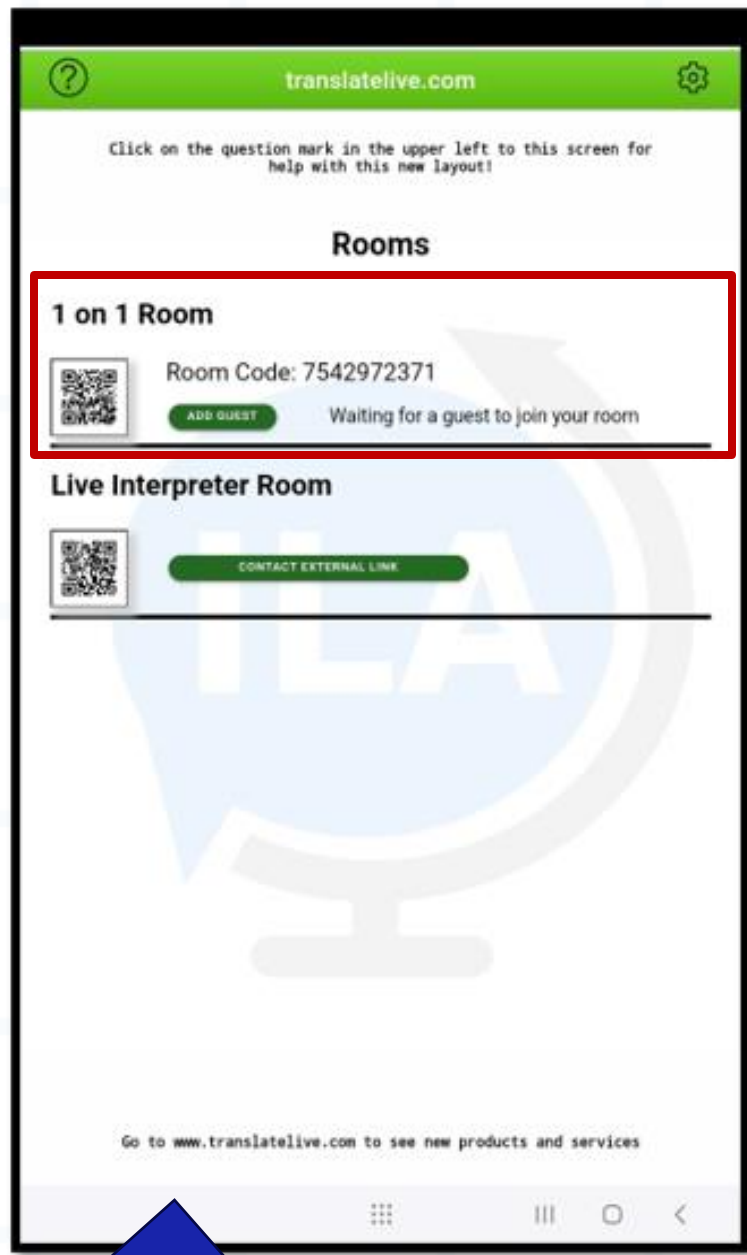 translatelive.com
Click on the question mark in the upper left to this screen for
help with this new layout!
Rooms
1 on 1 Room
Room Code: 7542972371
ADD GUEST
Waiting for a guest to join your room
Live Interpreter Room
CONTACT EXTERNAL LINK
ILA
Go to www.translatelive.com to see new products and services